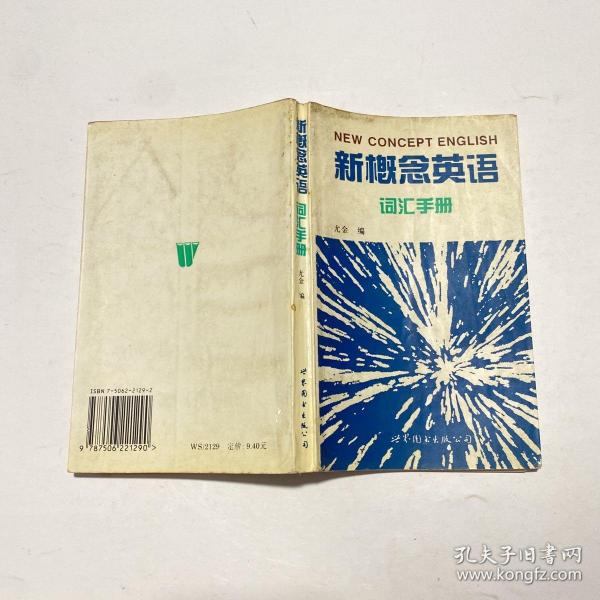 NEW CONCEPT ENGLISH
新概念英语
词汇手册
尤金 编
世界图书出版公司
新概念英语 词汇手册 尤金 编 世界图书出版公司
ISBN 7-5062-2129-2
9 787506 221290>
WS/2129 定价:9.40元
孔夫子旧书网
www.kongfz.com